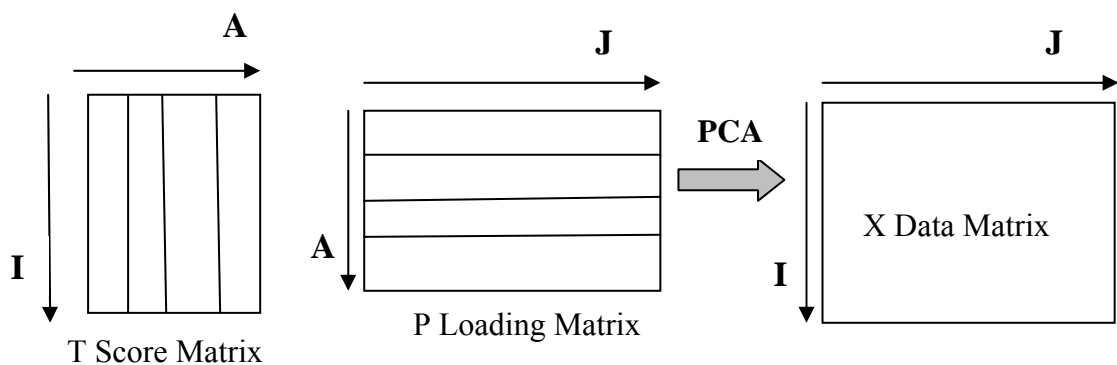 A
I
T Score Matrix
J
A
P Loading Matrix
PCA
J
I
X Data Matrix